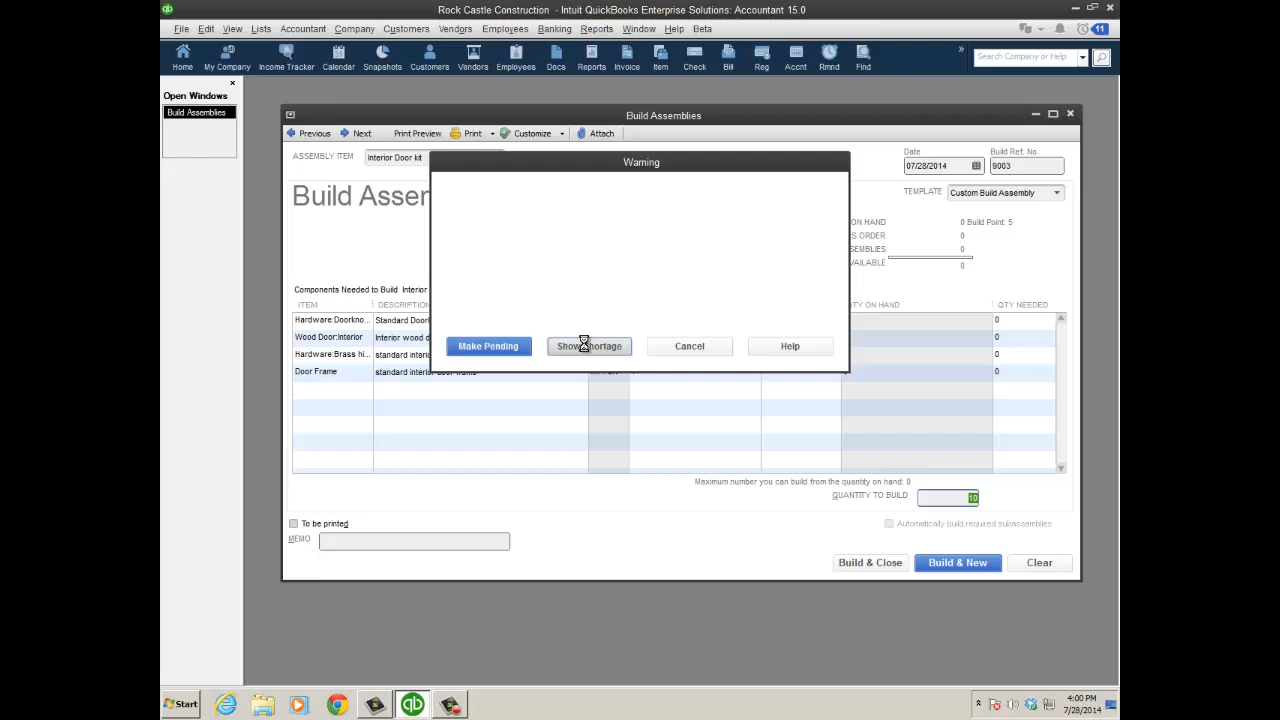 Rock Castle Construction - Intuit QuickBooks Enterprise Solutions: Accountant 15.0
File Edit View Lists Accountant Company Customers Vendors Employees Banking Reports Window Help Beta
11
Home My Company Income Tracker Calendar Snapshots Customers Vendors Employees Docs Reports Invoice Item Check Bill Reg Accnt Rmnd Find
Search Company or Help
Open Windows
Build Assemblies
Build Assemblies
Previous Next Print Preview Print Customize Attach
ASSEMBLY ITEM Interior Door kit
Warning
Date
Build Ref. No.
07/28/2014
9003
Build Asser
TEMPLATE Custom Build Assembly
ON HAND 0 Build Point: 5
S ORDER 0
SEMBLIES 0
AILABLE 0
Components Needed to Build Interior
ITEM DESCRIPTION TY ON HAND QTY NEEDED
Hardware:Doorkno... Standard Doorl 0
Wood Door:Interior Interior wood d 0
Hardware:Brass hi... standard interi 0
Door Frame standard interior door frame 0
Make Pending Show Shortage Cancel Help
Maximum number you can build from the quantity on hand: 0
QUANTITY TO BUILD 10
To be printed
Automatically build required subassemblies
MEMO
Build & Close Build & New Clear
Start
4:00 PM
7/28/2014